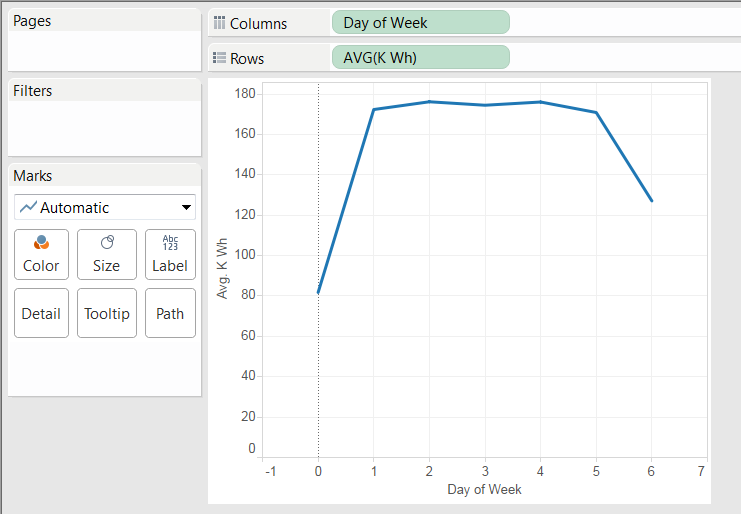 Pages
Filters
Marks
Automatic
Color
Size
Abc
123
Label
Detail
Tooltip
Path
Columns
Day of Week
Rows
AVG(K Wh)
Avg. K Wh
180
160
140
120
100
80
60
40
20
0
-1 0 1 2 3 4 5 6 7
Day of Week